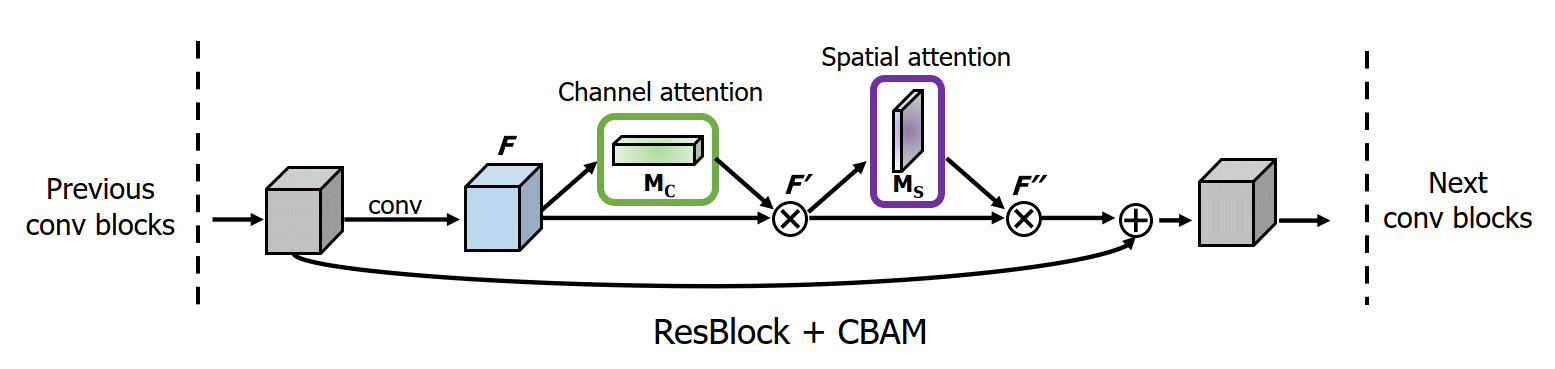 Previous
conv blocks
conv
F
Channel attention
M_C
F′
Spatial attention
M_S
F″
Next
conv blocks
ResBlock + CBAM